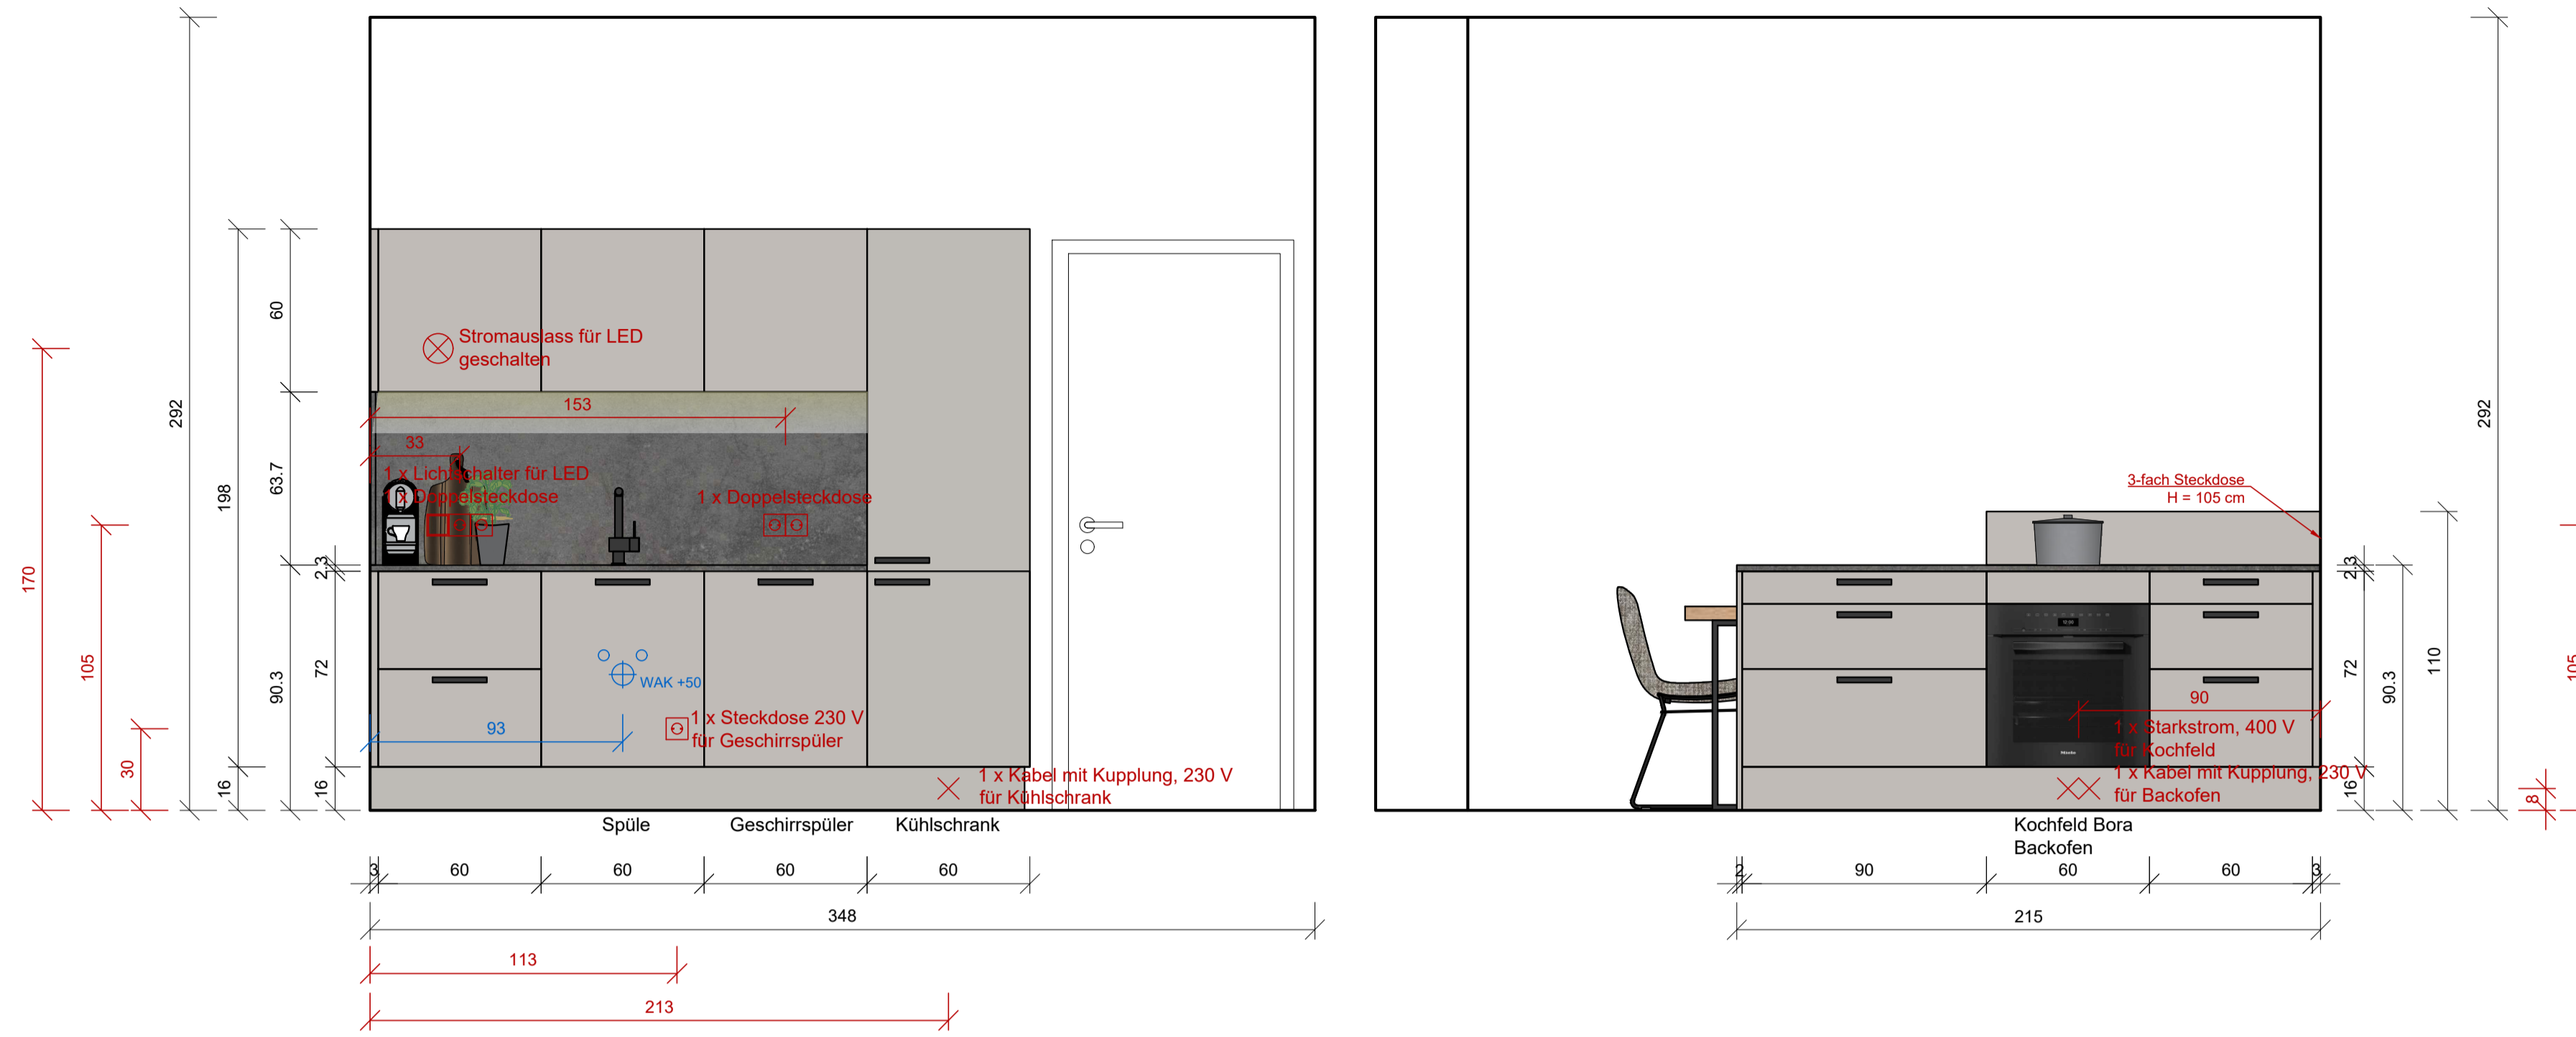 292
170
105
30
198
16
60
63.7
90.3
2.3
72
16
Stromauslass für LED
geschalten
153
33
1 x Lichtschalter für LED
1 x Doppelsteckdose
1 x Doppelsteckdose
WAK +50
93
1 x Steckdose 230 V
für Geschirrspüler
1 x Kabel mit Kupplung, 230 V
für Kühlschrank
Spüle
Geschirrspüler
Kühlschrank
3
60
60
60
60
348
113
213
3-fach Steckdose
H = 105 cm
90
1 x Starkstrom, 400 V
für Kochfeld
1 x Kabel mit Kupplung, 230 V
für Backofen
Miele
Kochfeld Bora
Backofen
2
90
60
60
3
215
2.3
72
16
90.3
110
292
8
105